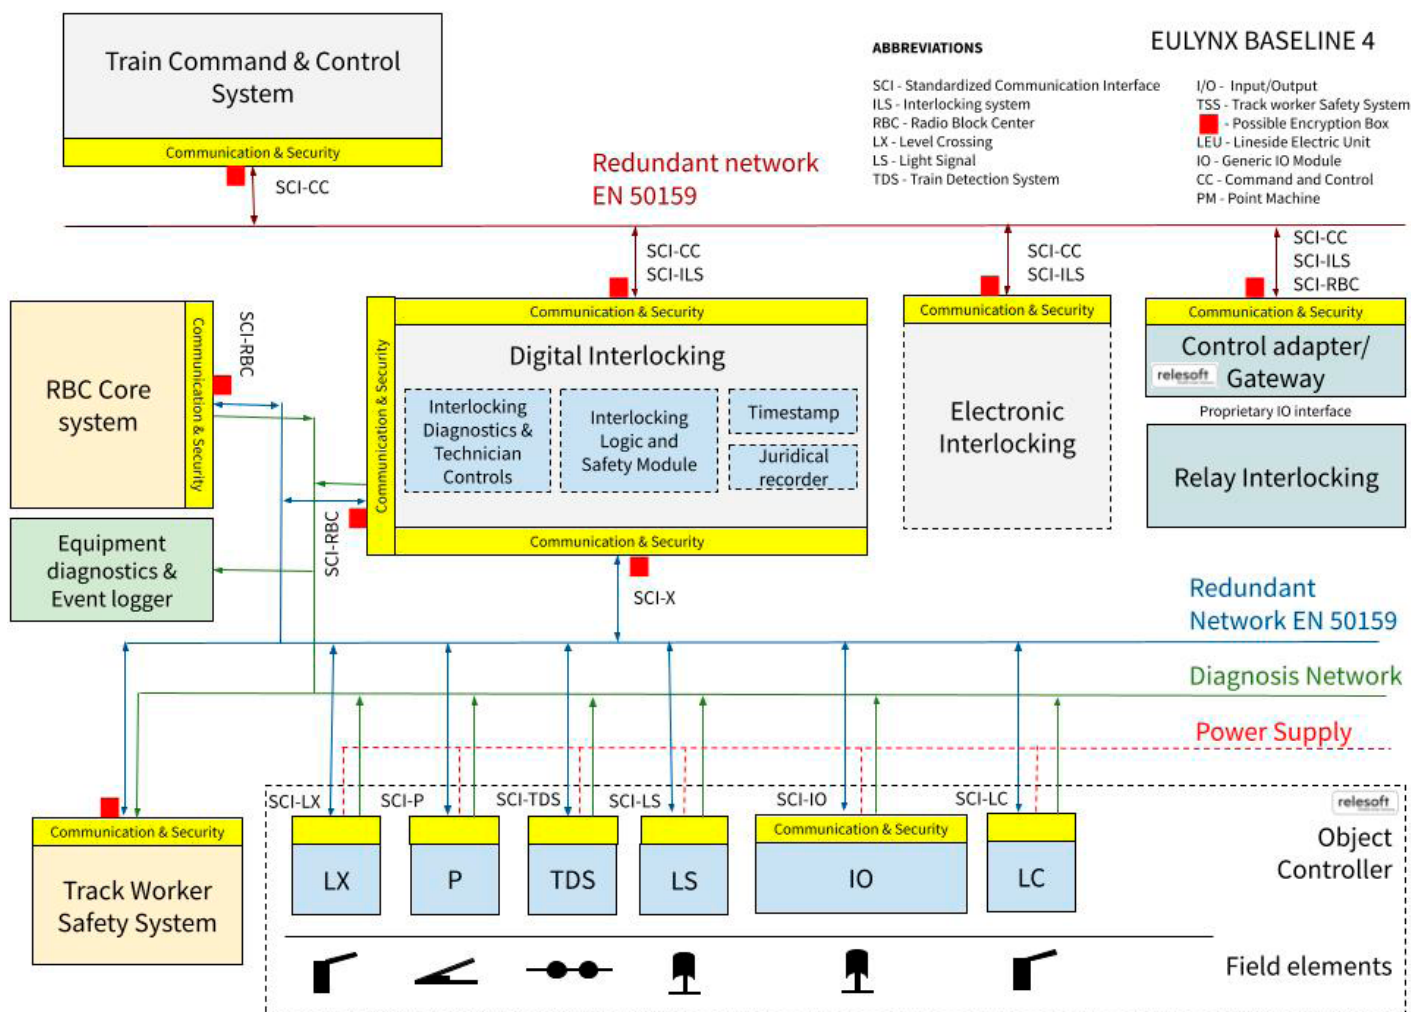 Train Command & Control
System
Communication & Security
SCI-CC
Redundant network
EN 50159
ABBREVIATIONS
SCI - Standardized Communication Interface
ILS - Interlocking system
RBC - Radio Block Center
LX - Level Crossing
LS - Light Signal
TDS - Train Detection System
EULYNX BASELINE 4
I/O - Input/Output
TSS - Track worker Safety System
- Possible Encryption Box
LEU - Lineside Electric Unit
IO - Generic IO Module
CC - Command and Control
PM - Point Machine
SCI-CC
SCI-ILS
SCI-CC
SCI-ILS
SCI-CC
SCI-ILS
SCI-RBC
RBC Core
system
Communication & Security
SCI-RBC
Communication & Security
Communication & Security
Digital Interlocking
Interlocking
Diagnostics &
Technician
Controls
Interlocking
Logic and
Safety Module
Timestamp
Juridical
recorder
Communication & Security
SCI-RBC
SCI-X
Communication & Security
Electronic
Interlocking
Communication & Security
Control adapter/
relesoft
Gateway
Proprietary IO interface
Relay Interlocking
Equipment
diagnostics &
Event logger
Redundant
Network EN 50159
Diagnosis Network
Power Supply
SCI-LX
SCI-P
SCI-TDS
SCI-LS
SCI-IO
SCI-LC
relesoft
Object
Controller
Communication & Security
Track Worker
Safety System
Communication & Security
LX
P
TDS
LS
IO
LC
Field elements